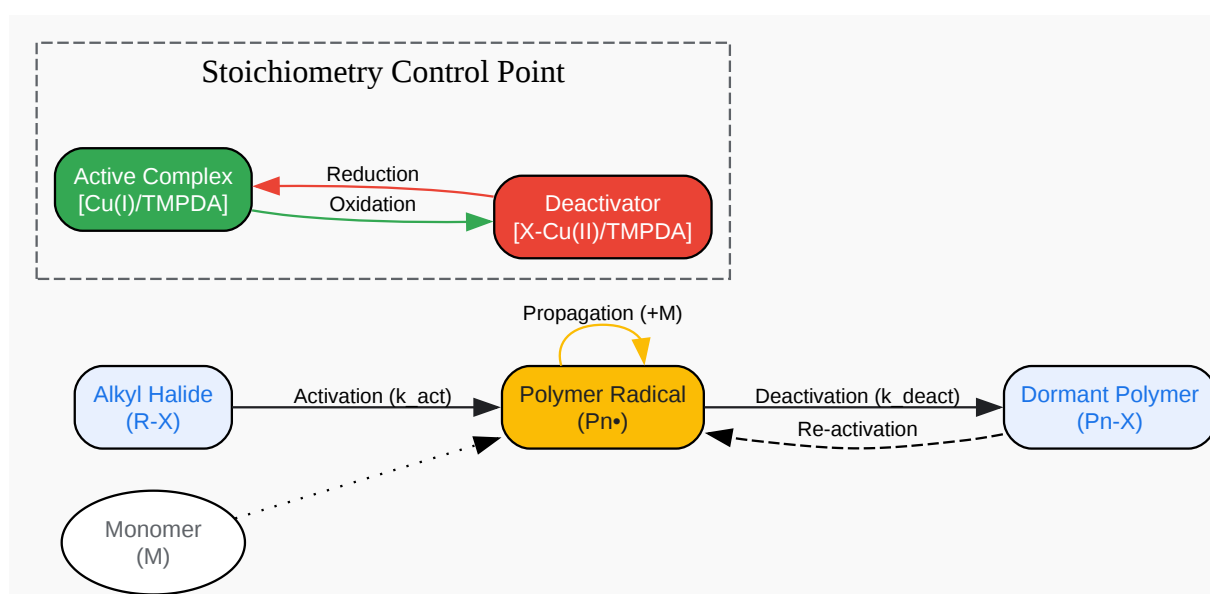 Stoichiometry Control Point
Active Complex
[Cu(I)/TMPDA]
Reduction
Oxidation
Deactivator
[X-Cu(II)/TMPDA]
Propagation (+M)
Alkyl Halide
(R-X)
Activation (k_act)
Polymer Radical
(Pn•)
Deactivation (k_deact)
Re-activation
Dormant Polymer
(Pn-X)
Monomer
(M)